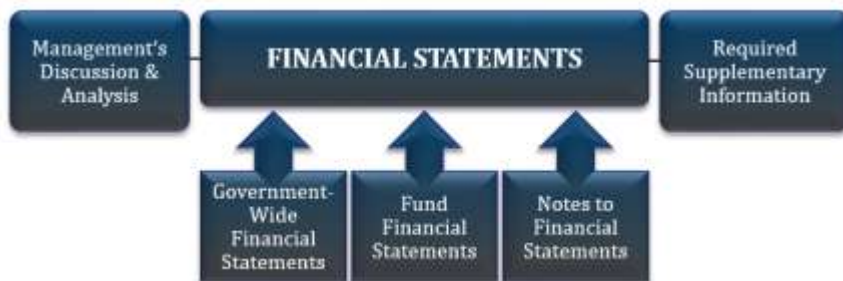 Management's
Discussion &
Analysis
FINANCIAL STATEMENTS
Required
Supplementary
Information
Government-
Wide
Financial
Statements
Fund
Financial
Statements
Notes to
Financial
Statements